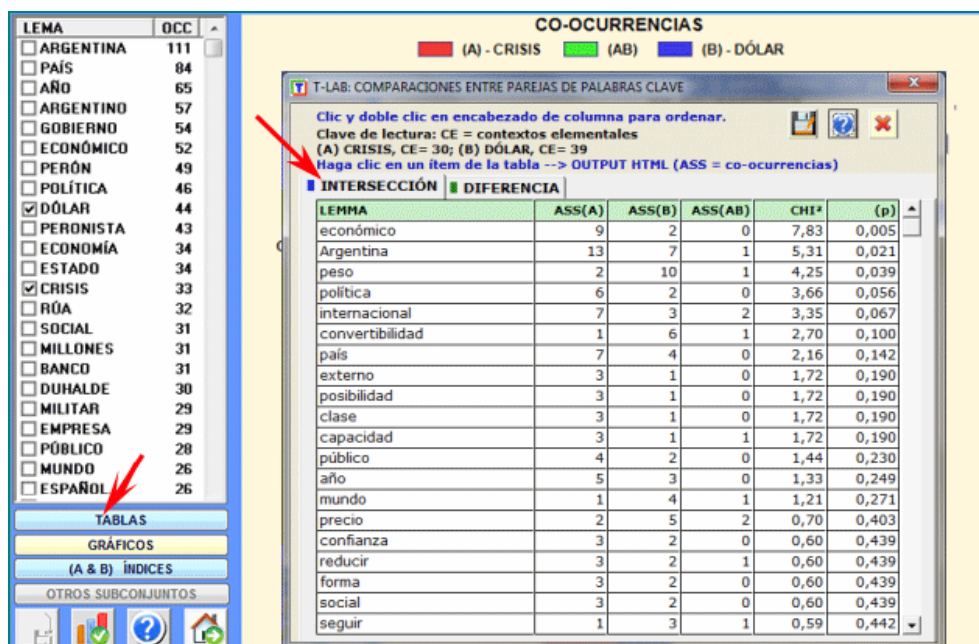 LEMA OCC
ARGENTINA 111
PAÍS 84
AÑO 65
ARGENTINO 57
GOBIERNO 54
ECONÓMICO 52
PERÓN 49
POLÍTICA 46
DÓLAR 44
PERONISTA 43
ECONOMÍA 34
ESTADO 34
CRISIS 33
RÚA 32
SOCIAL 31
MILLONES 31
BANCO 31
DUHALDE 30
MILITAR 29
EMPRESA 29
PÚBLICO 28
MUNDO 26
ESPAÑOL 26
TABLAS
GRÁFICOS
(A & B) ÍNDICES
OTROS SUBCONJUNTOS
CO-OCURRENCIAS
(A) - CRISIS (AB) (B) - DÓLAR
T-LAB: COMPARACIONES ENTRE PAREJAS DE PALABRAS CLAVE
Clic y doble clic en encabezado de columna para ordenar.
Clave de lectura: CE = contextos elementales
(A) CRISIS, CE= 30; (B) DÓLAR, CE= 39
Haga clic en un ítem de la tabla --> OUTPUT HTML (ASS = co-ocurrencias)
INTERSECCIÓN DIFERENCIA
LEMMA ASS(A) ASS(B) ASS(AB) CHI² (p)
económico 9 2 0 7,83 0,005
Argentina 13 7 1 5,31 0,021
peso 2 10 1 4,25 0,039
política 6 2 0 3,66 0,056
internacional 7 3 2 3,35 0,067
convertibilidad 1 6 1 2,70 0,100
país 7 4 0 2,16 0,142
externo 3 1 0 1,72 0,190
posibilidad 3 1 0 1,72 0,190
clase 3 1 0 1,72 0,190
capacidad 3 1 1 1,72 0,190
público 4 2 0 1,44 0,230
año 5 3 0 1,33 0,249
mundo 1 4 1 1,21 0,271
precio 2 5 2 0,70 0,403
confianza 3 2 0 0,60 0,439
reducir 3 2 1 0,60 0,439
forma 3 2 0 0,60 0,439
social 3 2 0 0,60 0,439
seguir 1 3 1 0,59 0,442